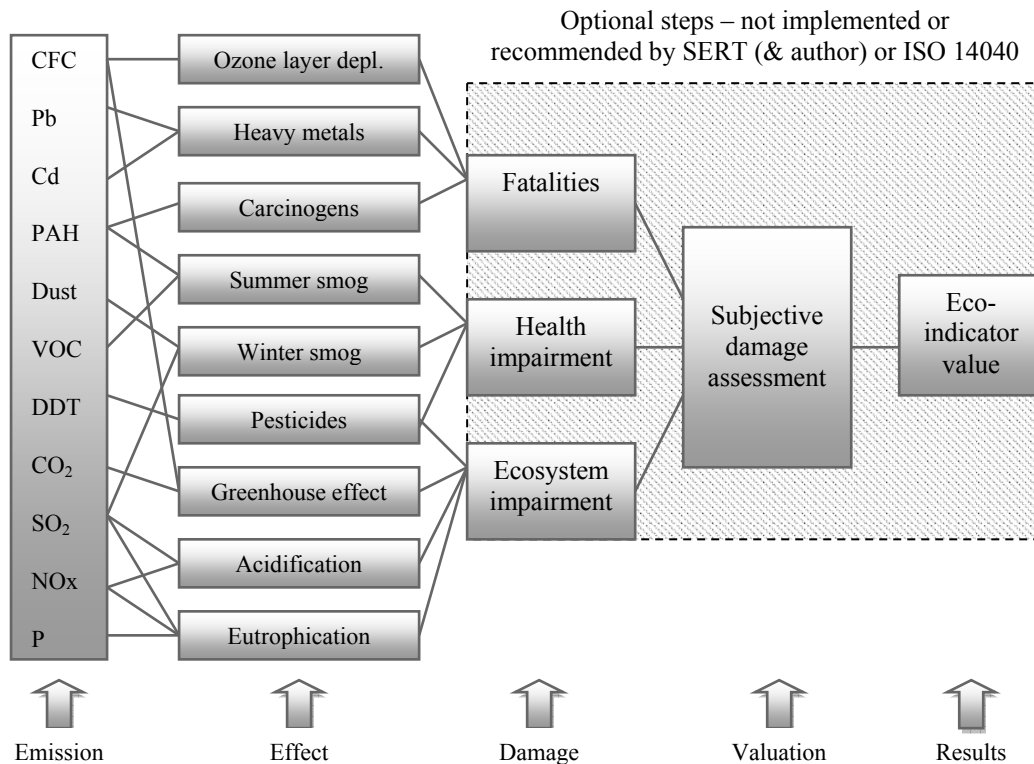 Optional steps – not implemented or
recommended by SERT (& author) or ISO 14040
CFC
Pb
Cd
PAH
Dust
VOC
DDT
CO₂
SO₂
NOx
P
Ozone layer depl.
Heavy metals
Carcinogens
Summer smog
Winter smog
Pesticides
Greenhouse effect
Acidification
Eutrophication
Fatalities
Health
impairment
Ecosystem
impairment
Subjective
damage
assessment
Eco-
indicator
value
Emission
Effect
Damage
Valuation
Results